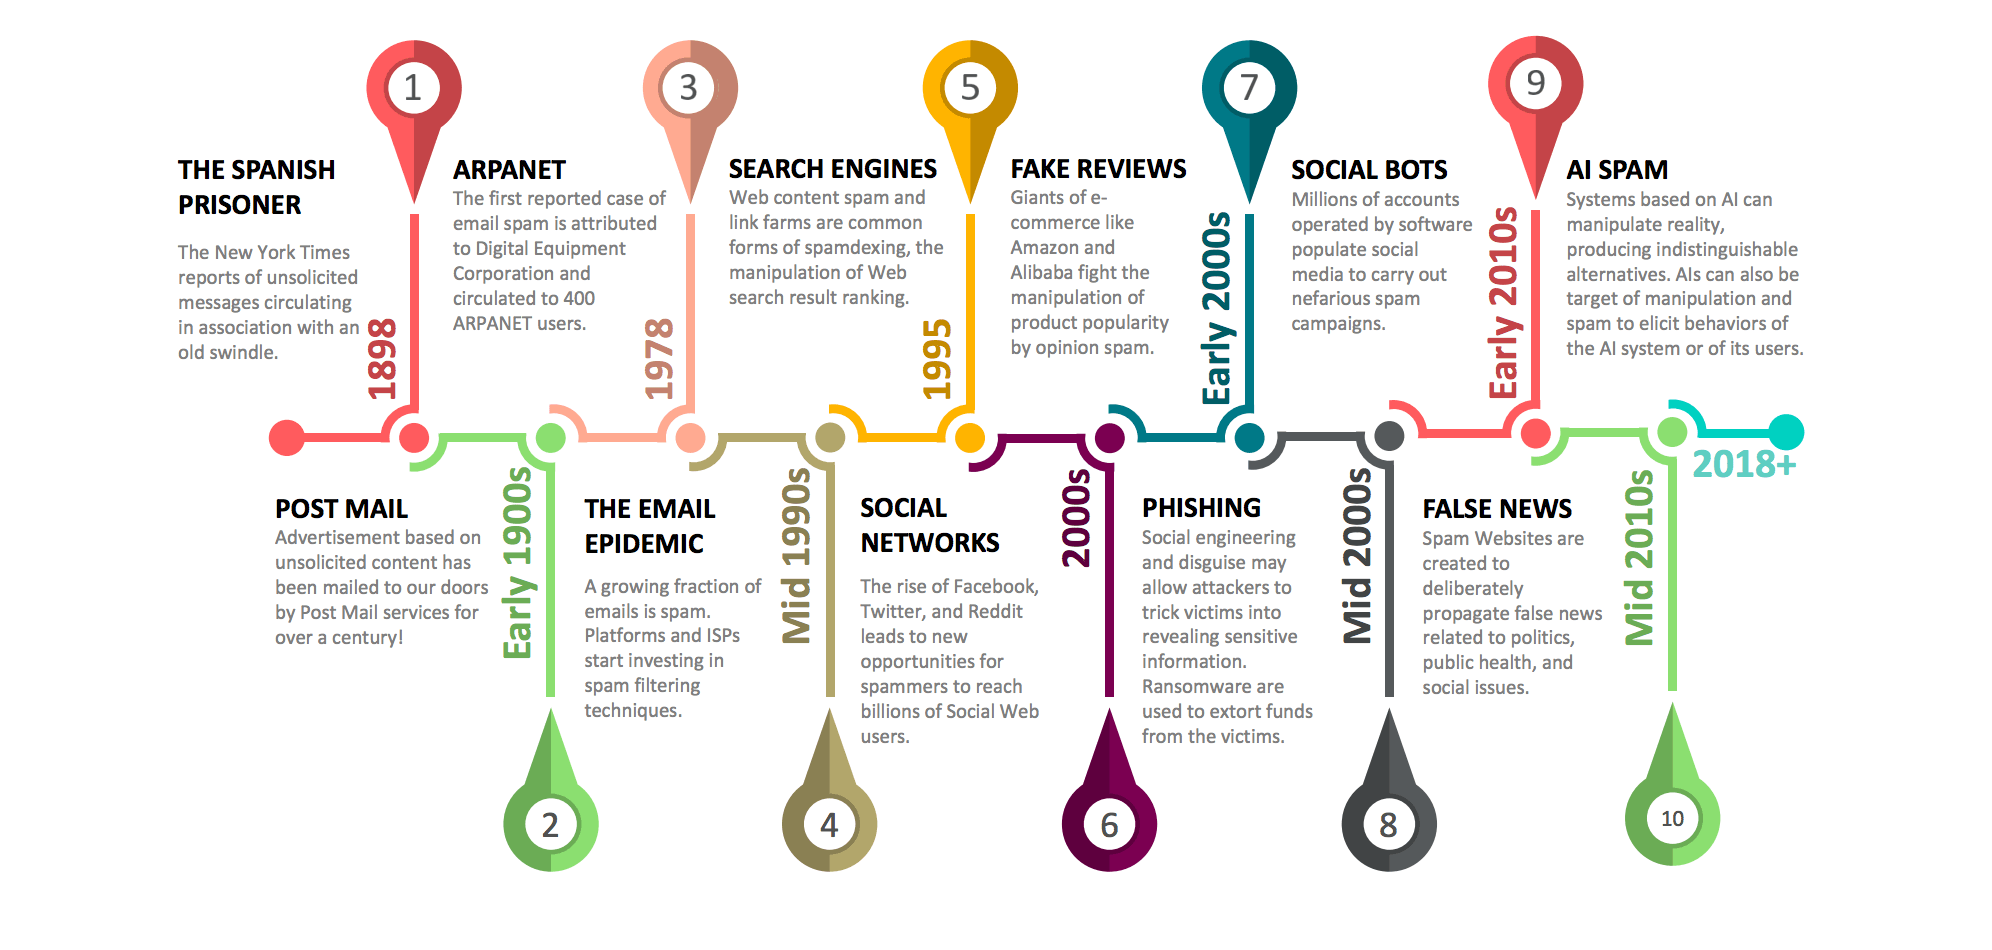 1
THE SPANISH
PRISONER
The New York Times
reports of unsolicited
messages circulating
in association with an
old swindle.
1898
POST MAIL
Advertisement based on
unsolicited content has
been mailed to our doors
by Post Mail services for
over a century!
Early 1900s
2
3
ARPANET
The first reported case of
email spam is attributed
to Digital Equipment
Corporation and
circulated to 400
ARPANET users.
1978
THE EMAIL
EPIDEMIC
A growing fraction of
emails is spam.
Platforms and ISPs
start investing in
spam filtering
techniques.
Mid 1990s
4
5
SEARCH ENGINES
Web content spam and
link farms are common
forms of spamdexing, the
manipulation of Web
search result ranking.
1995
SOCIAL
NETWORKS
The rise of Facebook,
Twitter, and Reddit
leads to new
opportunities for
spammers to reach
billions of Social Web
users.
2000s
6
7
FAKE REVIEWS
Giants of e-
commerce like
Amazon and
Alibaba fight the
manipulation of
product popularity
by opinion spam.
Early 2000s
PHISHING
Social engineering
and disguise may
allow attackers to
trick victims into
revealing sensitive
information.
Ransomware are
used to extort funds
from the victims.
Mid 2000s
8
9
SOCIAL BOTS
Millions of accounts
operated by software
populate social
media to carry out
nefarious spam
campaigns.
Early 2010s
FALSE NEWS
Spam Websites are
created to
deliberately
propagate false news
related to politics,
public health, and
social issues.
Mid 2010s
10
AI SPAM
Systems based on AI can
manipulate reality,
producing indistinguishable
alternatives. AIs can also be
target of manipulation and
spam to elicit behaviors of
the AI system or of its users.
2018+